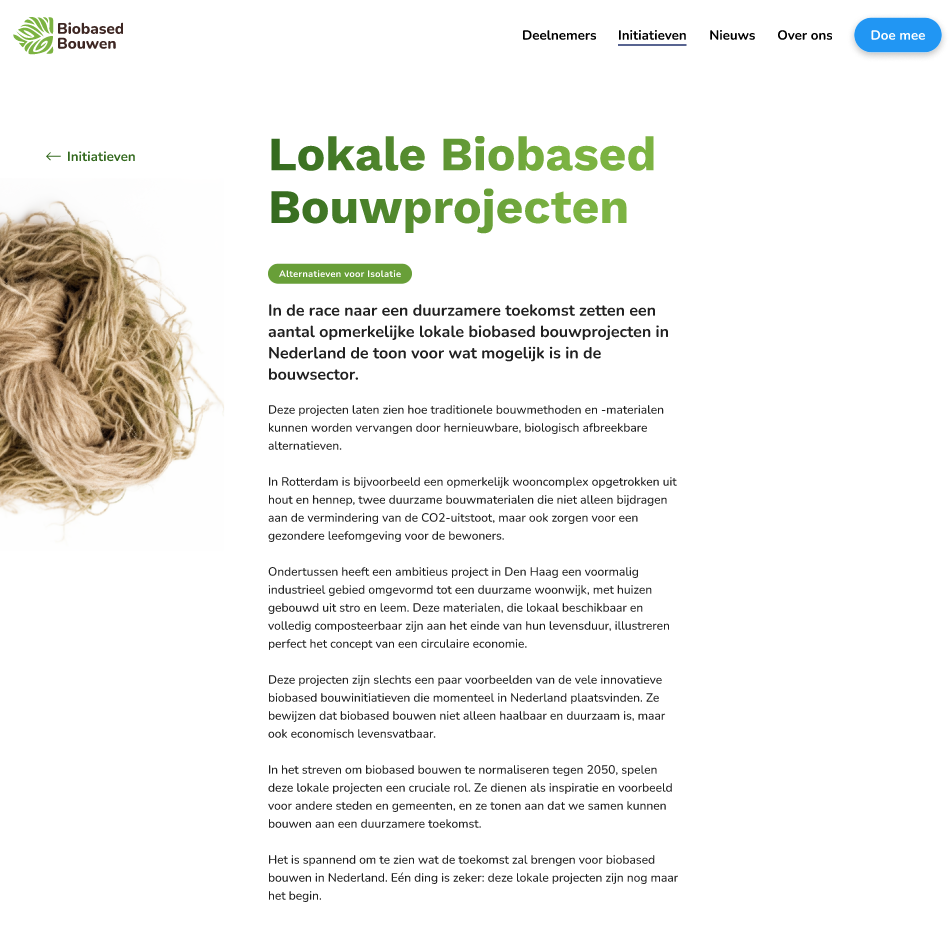 Biobased
Bouwen
Deelnemers
Initiatieven
Nieuws
Over ons
Doe mee
Initiatieven
Lokale Biobased
Bouwprojecten
Alternatieven voor Isolatie
In de race naar een duurzamere toekomst zetten een
aantal opmerkelijke lokale biobased bouwprojecten in
Nederland de toon voor wat mogelijk is in de
bouwsector.
Deze projecten laten zien hoe traditionele bouwmethoden en -materialen
kunnen worden vervangen door hernieuwbare, biologisch afbreekbare
alternatieven.
In Rotterdam is bijvoorbeeld een opmerkelijk wooncomplex opgetrokken uit
hout en hennep, twee duurzame bouwmaterialen die niet alleen bijdragen
aan de vermindering van de CO2-uitstoot, maar ook zorgen voor een
gezondere leefomgeving voor de bewoners.
Ondertussen heeft een ambitieus project in Den Haag een voormalig
industrieel gebied omgevormd tot een duurzame woonwijk, met huizen
gebouwd uit stro en leem. Deze materialen, die lokaal beschikbaar en
volledig composteerbaar zijn aan het einde van hun levensduur, illustreren
perfect het concept van een circulaire economie.
Deze projecten zijn slechts een paar voorbeelden van de vele innovatieve
biobased bouwinitiatieven die momenteel in Nederland plaatsvinden. Ze
bewijzen dat biobased bouwen niet alleen haalbaar en duurzaam is, maar
ook economisch levensvatbaar.
In het streven om biobased bouwen te normaliseren tegen 2050, spelen
deze lokale projecten een cruciale rol. Ze dienen als inspiratie en voorbeeld
voor andere steden en gemeenten, en ze tonen aan dat we samen kunnen
bouwen aan een duurzamere toekomst.
Het is spannend om te zien wat de toekomst zal brengen voor biobased
bouwen in Nederland. Eén ding is zeker: deze lokale projecten zijn nog maar
het begin.